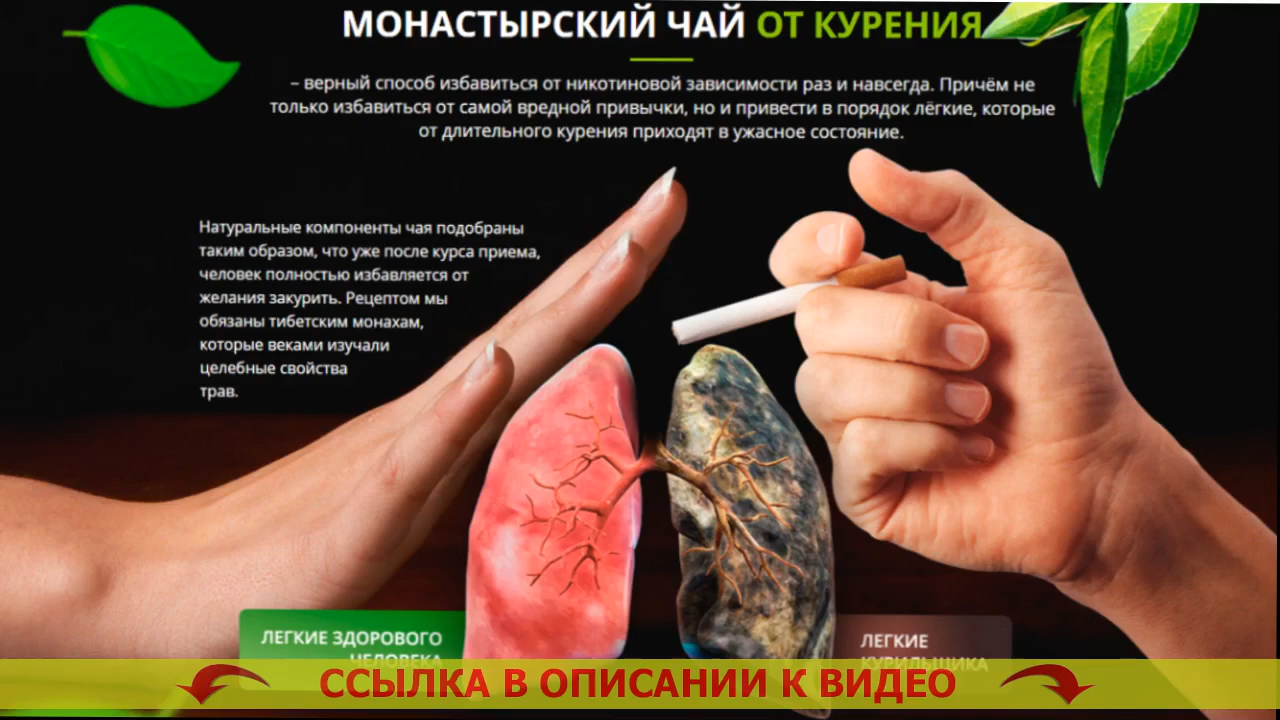 МОНАСТЫРСКИЙ ЧАЙ ОТ КУРЕНИЯ
– верный способ избавиться от никотиновой зависимости раз и навсегда. Причём не
только избавиться от самой вредной привычки, но и привести в порядок лёгкие, которые
от длительного курения приходят в ужасное состояние.
Натуральные компоненты чая подобраны
таким образом, что уже после курса приема,
человек полностью избавляется от
желания закурить. Рецептом мы
обязаны тибетским монахам,
которые веками изучали
целебные свойства
трав.
ЛЕГКИЕ ЗДОРОВОГО
ЧЕЛОВЕКА
ЛЕГКИЕ
КУРИЛЬЩИКА
ССЫЛКА В ОПИСАНИИ К ВИДЕО